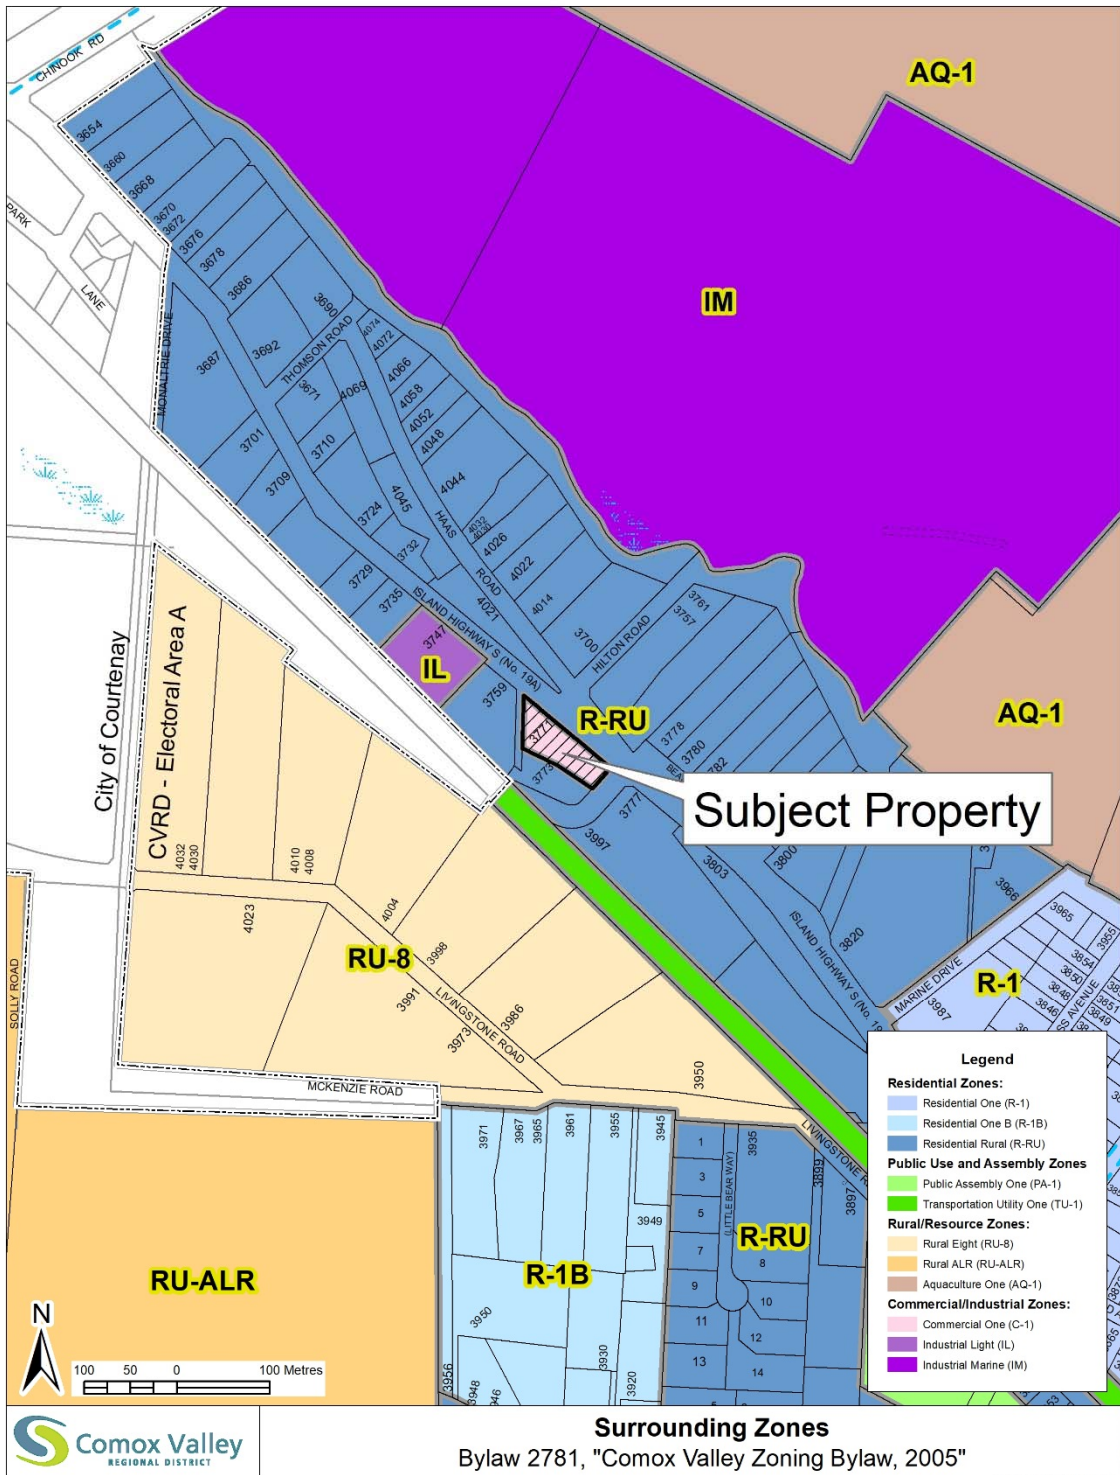 CHINOOK RD
AQ-1
3654
3660
3668
3670
3672
3676
3678
3686
PARK
LANE
3690
IM
4074
4072
MONALTRIE DRIVE
3687
3692
THOMSON ROAD
4066
3671
4069
4058
4052
4048
3701
3710
3709
4044
4045
3724
HAAS
4032
4030
4026
3732
ROAD
4022
3729
4021
4014
3735
ISLAND HIGHWAY S (No. 19A)
3761
3757
3747
3700
HILTON ROAD
IL
City of Courtenay
CVRD - Electoral Area A
3759
R-RU
AQ-1
3771
3778
3780
3782
3773
Subject Property
3777
3997
4032
4030
4010
4008
3803
3800
3966
4004
4023
3820
3965
3955
RU-8
3998
ISLAND HIGHWAY S (No. 19
MARINE DRIVE
3854
3850
3848
3846
R-1
SOLLY ROAD
3991
3986
3987
3851
3849
LIVINGSTONE ROAD
3973
3950
MCKENZIE ROAD
3971
3967
3965
3961
3955
3945
1
3935
3899
LIVINGSTONE R
3
(LITTLE BEAR WAY)
3897
5
3949
7
R-RU
8
RU-ALR
R-1B
9
10
3950
11
12
3930
13
14
3956
3948
3920
Legend
Residential Zones:
Residential One (R-1)
Residential One B (R-1B)
Residential Rural (R-RU)
Public Use and Assembly Zones
Public Assembly One (PA-1)
Transportation Utility One (TU-1)
Rural/Resource Zones:
Rural Eight (RU-8)
Rural ALR (RU-ALR)
Aquaculture One (AQ-1)
Commercial/Industrial Zones:
Commercial One (C-1)
Industrial Light (IL)
Industrial Marine (IM)
N
100 50 0 100 Metres
Comox Valley
REGIONAL DISTRICT
Surrounding Zones
Bylaw 2781, "Comox Valley Zoning Bylaw, 2005"